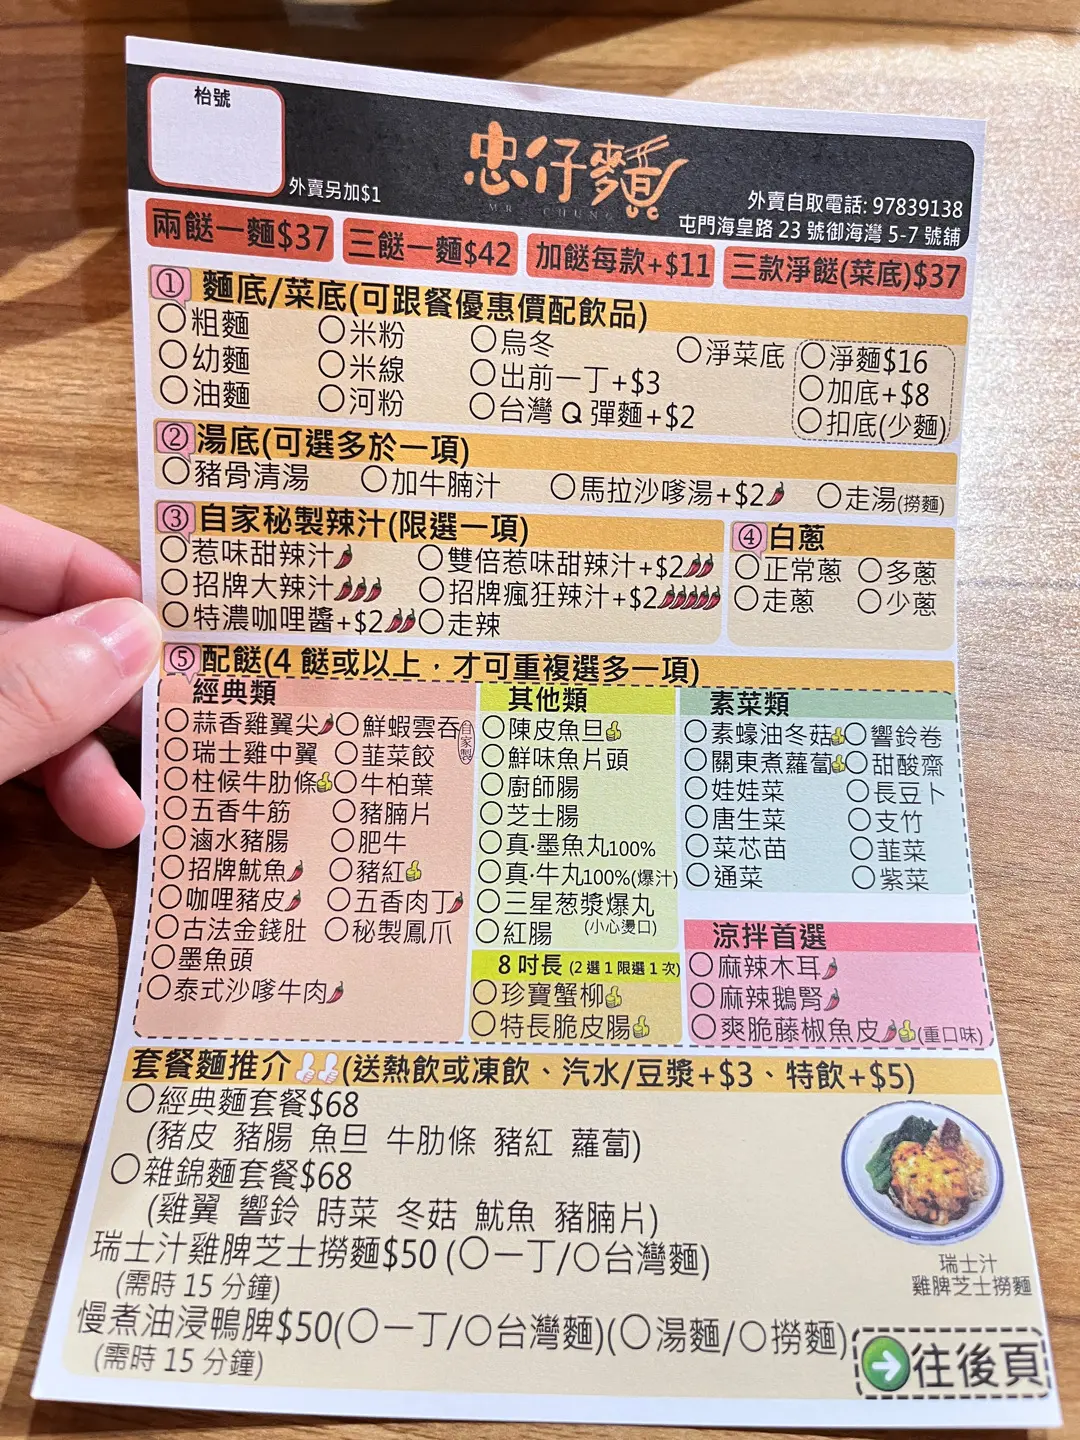 枱號
忠仔麵
MR. CHUNG
外賣另加$1
外賣自取電話: 97839138
屯門海皇路 23 號御海灣 5-7 號舖
兩餸一麵$37 三餸一麵$42 加餸每款+$11 三款淨餸(菜底)$37
① 麵底/菜底(可跟餐優惠價配飲品)
○粗麵 ○米粉 ○烏冬 ○淨菜底 ○淨麵$16
○幼麵 ○米線 ○出前一丁+$3 ○加底+$8
○油麵 ○河粉 ○台灣 Q 彈麵+$2 ○扣底(少麵)
② 湯底(可選多於一項)
○豬骨清湯 ○加牛腩汁 ○馬拉沙嗲湯+$2 ○走湯(撈麵)
③ 自家秘製辣汁(限選一項)
○惹味甜辣汁 ○雙倍惹味甜辣汁+$2
○招牌大辣汁 ○招牌瘋狂辣汁+$2
○特濃咖哩醬+$2 ○走辣
④ 白蔥
○正常蔥 ○多蔥
○走蔥 ○少蔥
⑤ 配餸(4 餸或以上，才可重複選多一項)
經典類
○蒜香雞翼尖 ○鮮蝦雲吞 自家製
○瑞士雞中翼 ○韮菜餃
○柱候牛肋條 ○牛柏葉
○五香牛筋 ○豬腩片
○滷水豬腸 ○肥牛
○招牌魷魚 ○豬紅
○咖哩豬皮 ○五香肉丁
○古法金錢肚 ○秘製鳳爪
○墨魚頭
○泰式沙嗲牛肉
其他類
○陳皮魚旦
○鮮味魚片頭
○廚師腸
○芝士腸
○真·墨魚丸100%
○真·牛丸100%(爆汁)
○三星葱漿爆丸
○紅腸 (小心燙口)
8 吋長 (2 選 1 限選 1 次)
○珍寶蟹柳
○特長脆皮腸
素菜類
○素蠔油冬菇 ○響鈴卷
○關東煮蘿蔔 ○甜酸齋
○娃娃菜 ○長豆卜
○唐生菜 ○支竹
○菜芯苗 ○韮菜
○通菜 ○紫菜
涼拌首選
○麻辣木耳
○麻辣鵝腎
○爽脆藤椒魚皮(重口味)
套餐麵推介(送熱飲或凍飲、汽水/豆漿+$3、特飲+$5)
○經典麵套餐$68
(豬皮 豬腸 魚旦 牛肋條 豬紅 蘿蔔)
○雜錦麵套餐$68
(雞翼 響鈴 時菜 冬菇 魷魚 豬腩片)
瑞士汁雞脾芝士撈麵$50 (○一丁/○台灣麵)
(需時 15 分鐘)
慢煮油浸鴨脾$50(○一丁/○台灣麵)(○湯麵/○撈麵)
(需時 15 分鐘)
瑞士汁
雞脾芝士撈麵
往後頁